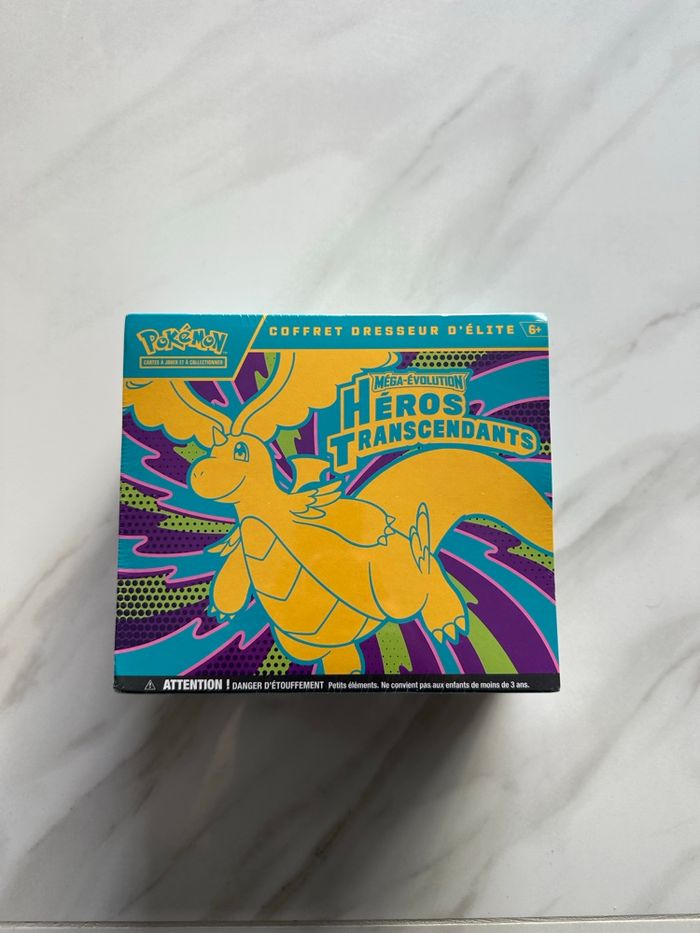 POKÉMON
CARTES À JOUER ET À COLLECTIONNER
COFFRET DRESSEUR D'ÉLITE 6+
MÉGA-ÉVOLUTION
HÉROS
TRANSCENDANTS
ATTENTION ! DANGER D'ÉTOUFFEMENT Petits éléments. Ne convient pas aux enfants de moins de 3 ans.